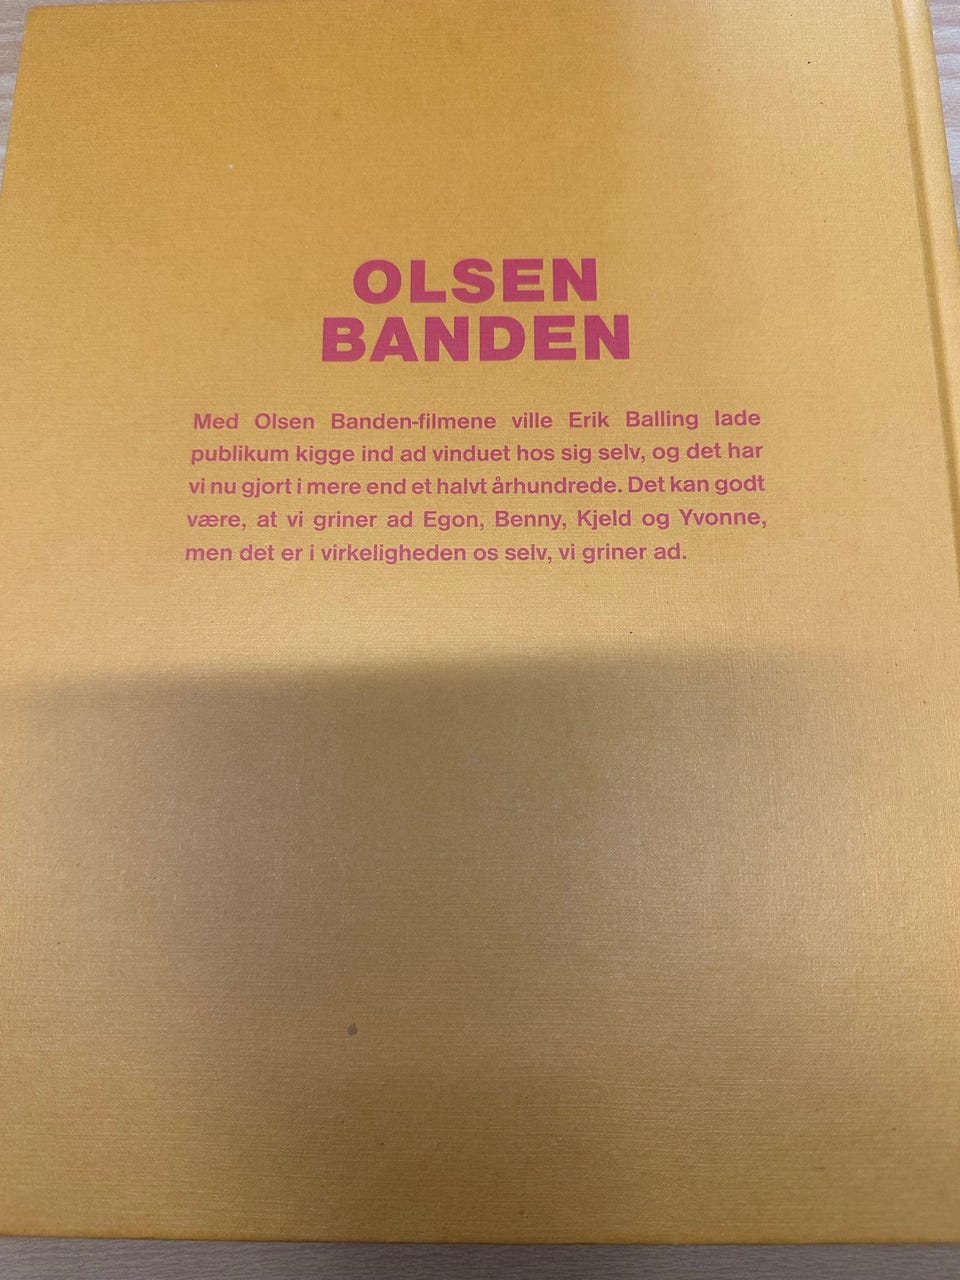 OLSEN
BANDEN
Med Olsen Banden-filmene ville Erik Balling lade
publikum kigge ind ad vinduet hos sig selv, og det har
vi nu gjort i mere end et halvt århundrede. Det kan godt
være, at vi griner ad Egon, Benny, Kjeld og Yvonne,
men det er i virkeligheden os selv, vi griner ad.